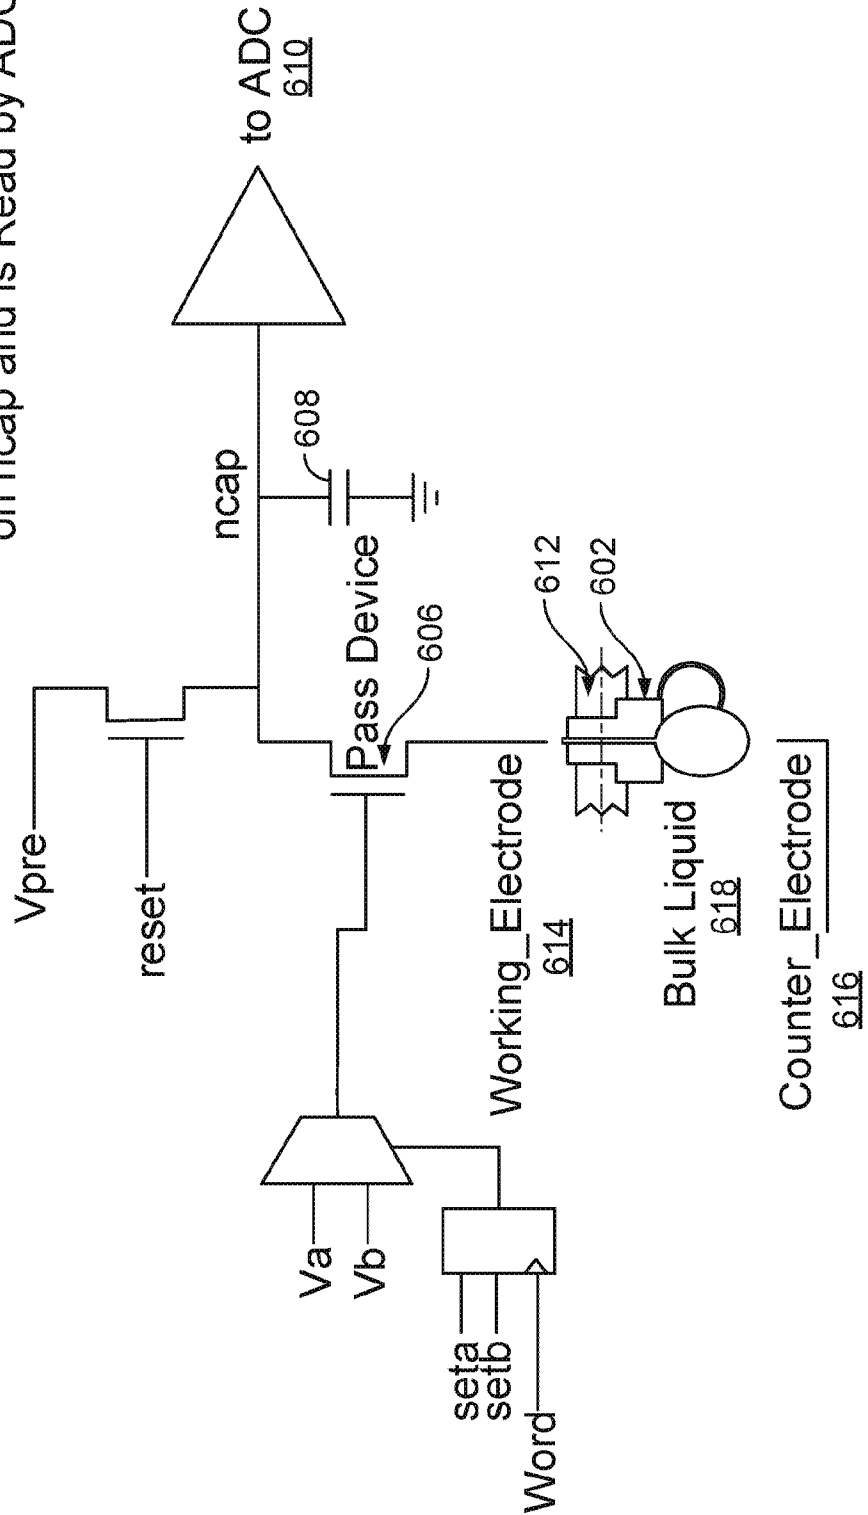 on ncap and is Read by ADC
Vpre
reset
ncap
608
to ADC
610
Pass Device
606
Va
Vb
seta
setb
Word
Working_Electrode
614
612
602
Bulk Liquid
618
Counter_Electrode
616